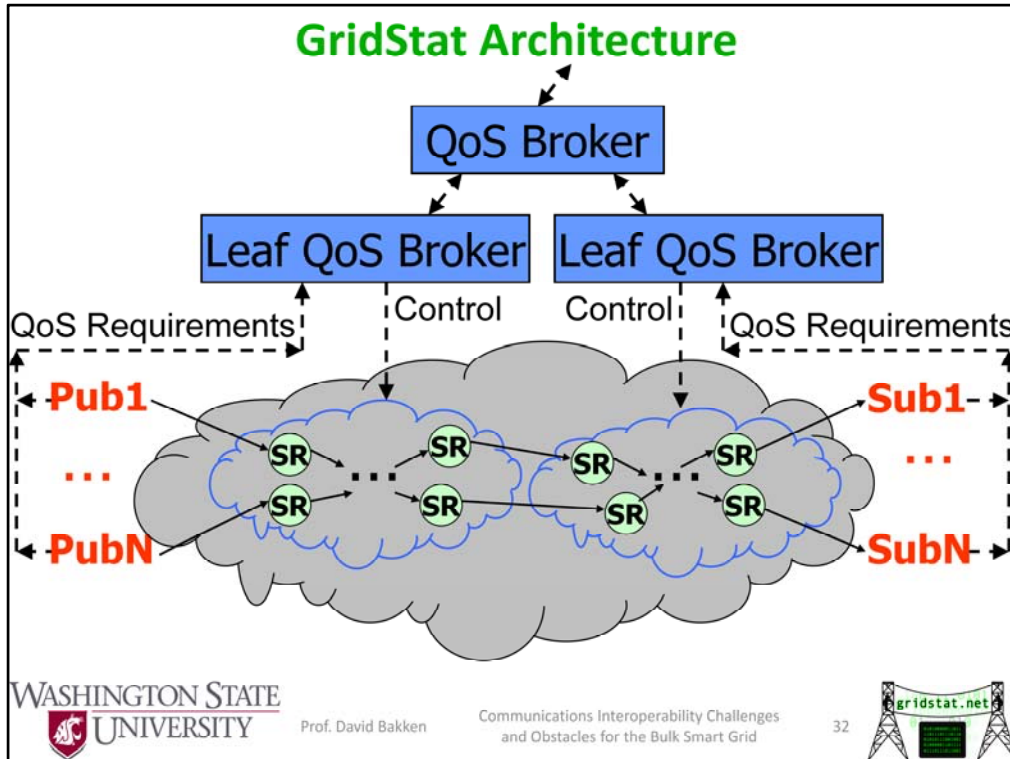 GridStat Architecture
QoS Broker
Leaf QoS Broker
Leaf QoS Broker
QoS Requirements
Control
Control
QoS Requirements
Pub1
Sub1
SR
SR
SR
SR
...
...
...
...
SR
SR
SR
SR
PubN
SubN
WASHINGTON STATE
UNIVERSITY
Prof. David Bakken
Communications Interoperability Challenges
and Obstacles for the Bulk Smart Grid
32
gridstat.net